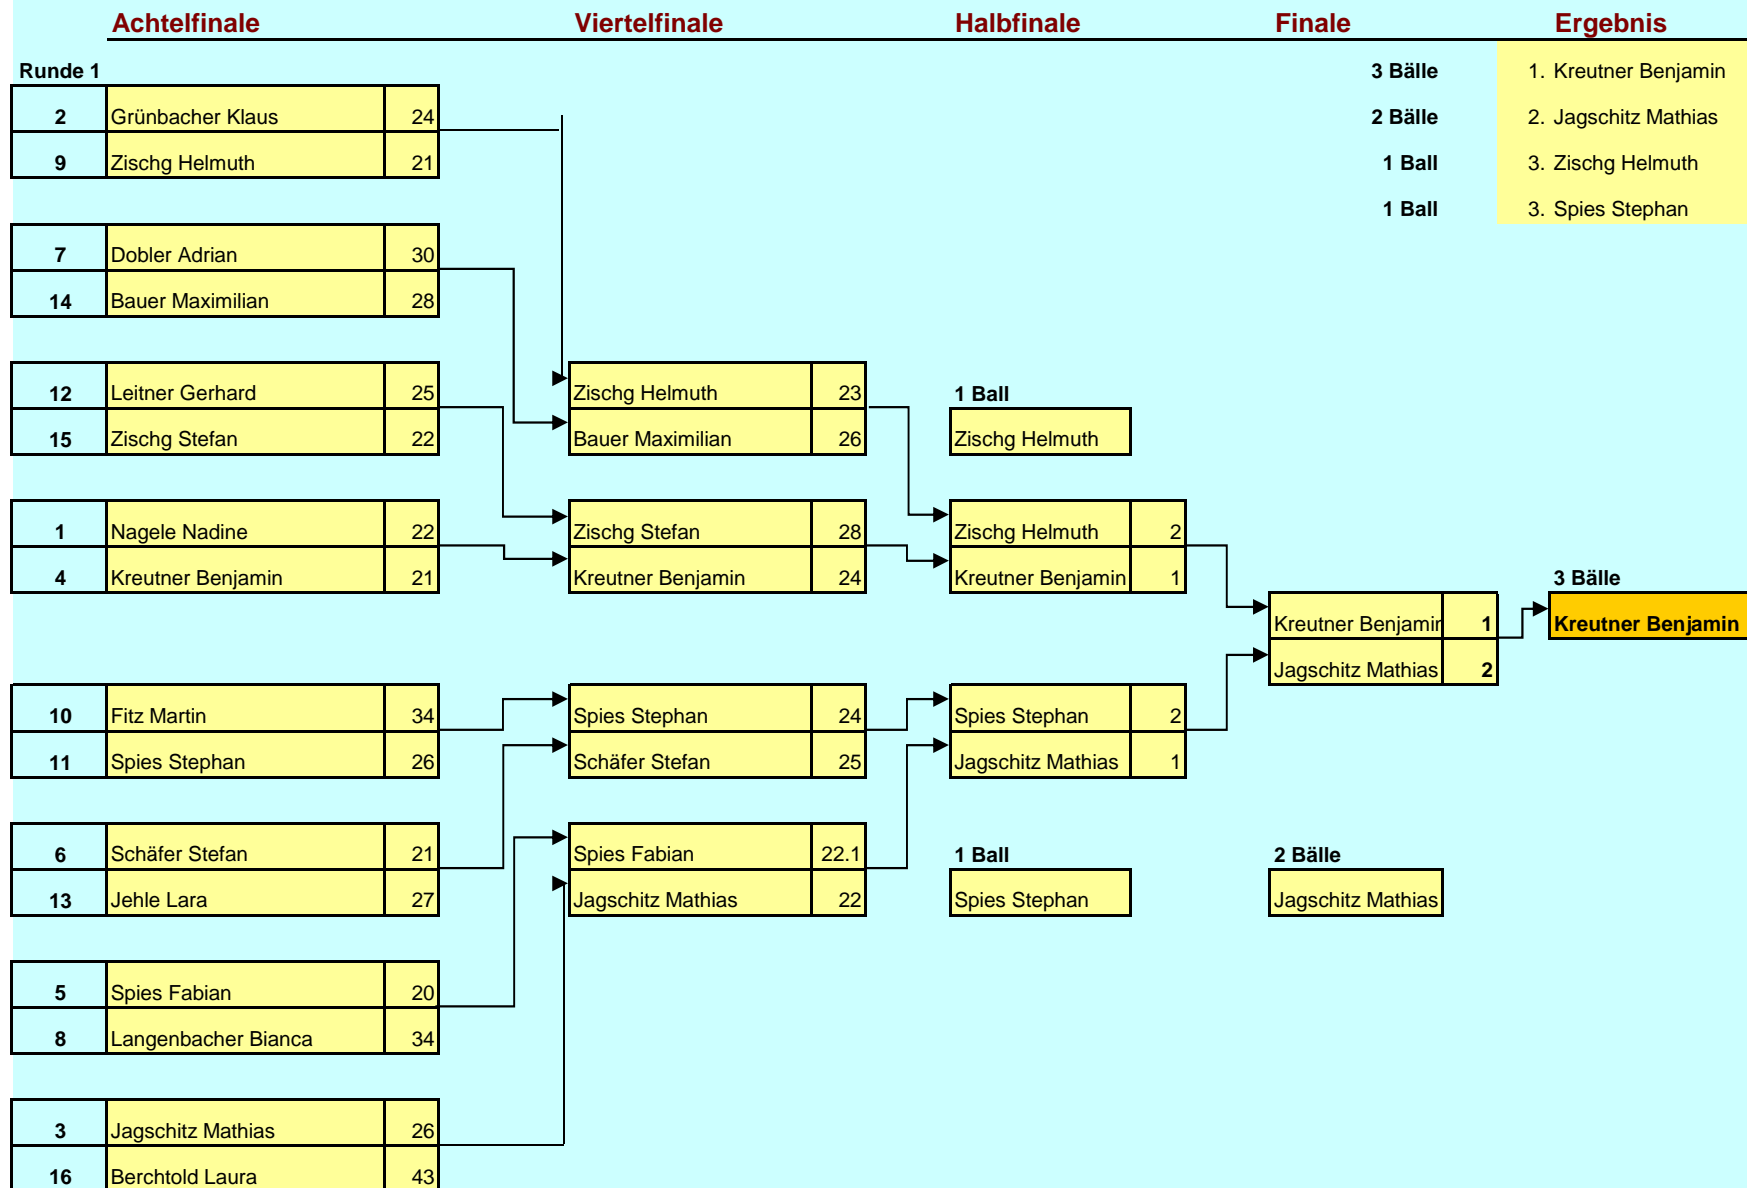 Achtelfinale Viertelfinale Halbfinale Finale Ergebnis
Runde 1 3 Bälle 1. Kreutner Benjamin
2 Grünbacher Klaus 24 2 Bälle 2. Jagschitz Mathias
9 Zischg Helmuth 21 1 Ball 3. Zischg Helmuth
1 Ball 3. Spies Stephan
7 Dobler Adrian 30
14 Bauer Maximilian 28
12 Leitner Gerhard 25 Zischg Helmuth 23 1 Ball
15 Zischg Stefan 22 Bauer Maximilian 26 Zischg Helmuth
1 Nagele Nadine 22 Zischg Stefan 28 Zischg Helmuth 2
4 Kreutner Benjamin 21 Kreutner Benjamin 24 Kreutner Benjamin 1 3 Bälle
Kreutner Benjamin 1 Kreutner Benjamin
Jagschitz Mathias 2
10 Fitz Martin 34 Spies Stephan 24 Spies Stephan 2
11 Spies Stephan 26 Schäfer Stefan 25 Jagschitz Mathias 1
6 Schäfer Stefan 21 Spies Fabian 22.1 1 Ball 2 Bälle
13 Jehle Lara 27 Jagschitz Mathias 22 Spies Stephan Jagschitz Mathias
5 Spies Fabian 20
8 Langenbacher Bianca 34
3 Jagschitz Mathias 26
16 Berchtold Laura 43